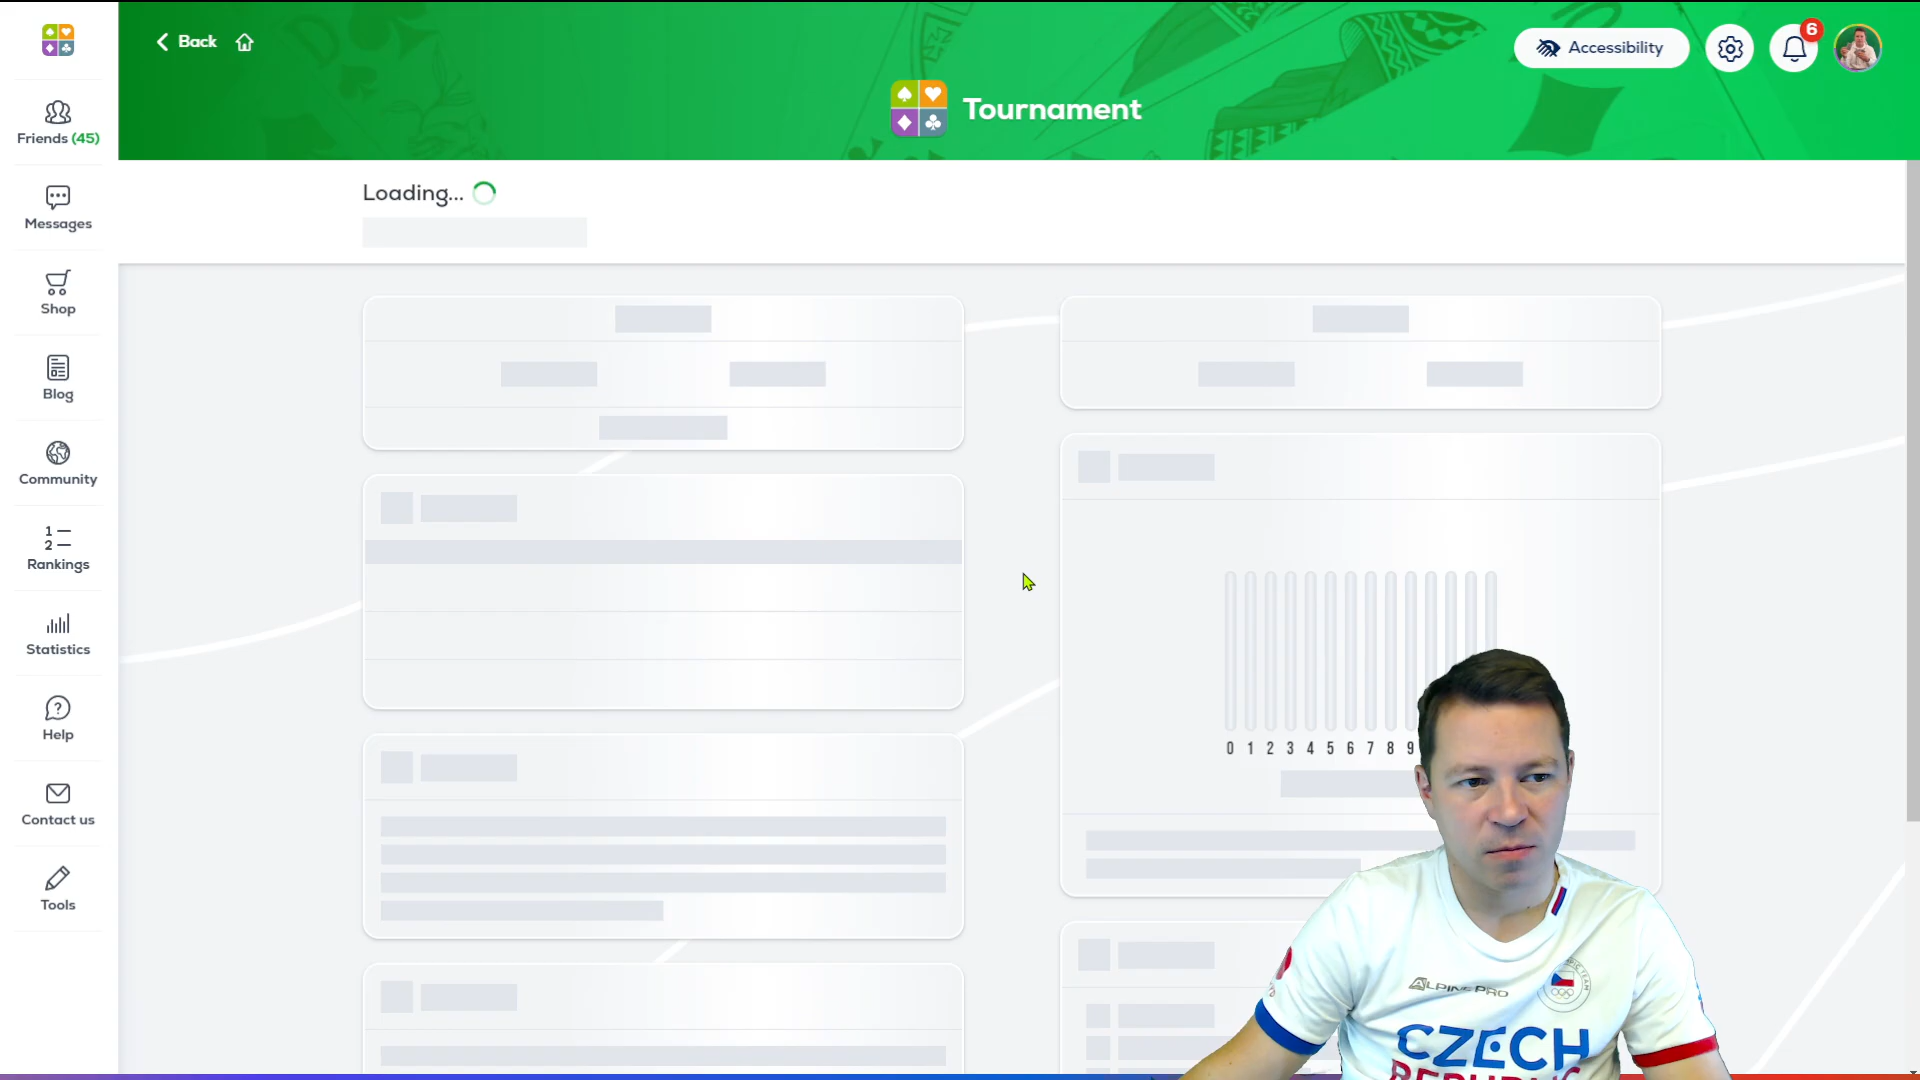 Back
Accessibility
6
Tournament
Friends (45)
Messages
Shop
Blog
Community
1
2
Rankings
Statistics
Help
Contact us
Tools
Loading...
0 1 2 3 4 5 6 7 8 9
ALPINE PRO
CZECH
REPUBLIC